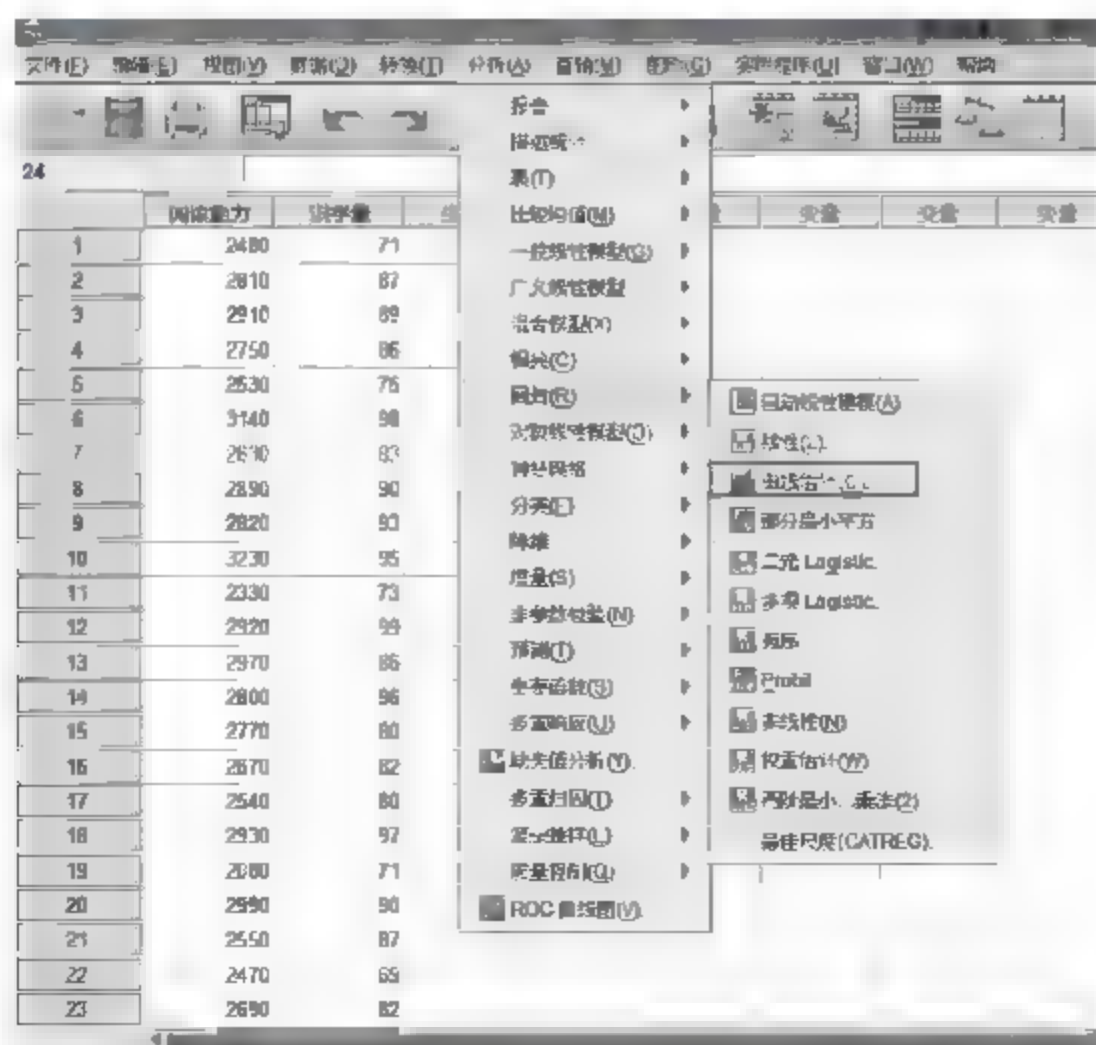 文件(E) 编辑(E) 视图(V) 数据(D) 转换(T) 分析(A) 直销(M) 图形(G) 实用程序(U) 窗口(W) 帮助
24
阅读能力 识字量 变量 变量 变量
1 2480 71
2 2810 87
3 2910 89
4 2750 86
5 2630 76
6 3140 98
7 83
8 2890 90
9 2820 93
10 3230 95
11 2330 73
12 2920 99
13 2970 86
14 2800 96
15 2770 80
16 2670 82
17 2540 80
18 2930 97
19 71
20 2990 90
21 2550 87
22 2470 69
23 2690 82
报告
描述统计
表(T)
比较均值(M)
一般线性模型(G)
广义线性模型
混合模型(X)
相关(C)
回归(R)
对数线性模型(O)
神经网络
分类(F)
降维
度量(S)
非参数检验(N)
预测(T)
生存函数(S)
多重响应(U)
缺失值分析(Y)
多重归因(T)
复杂抽样(L)
质量控制(Q)
ROC 曲线图(V)
自动线性建模(A)
线性(L)
曲线估计(C)
部分最小平方
二元 Logistic.
多项 Logistic.
有序
Probit
非线性(N)
权重估计(W)
两阶最小二乘法(2)
最佳尺度(CATREG).